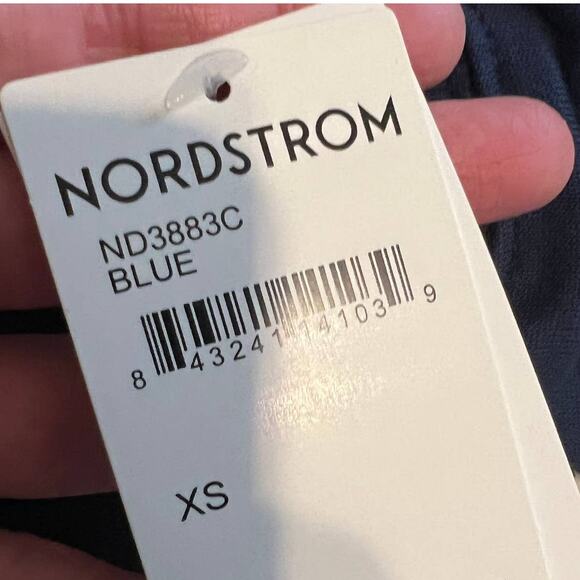 NORDSTROM
ND3883C
BLUE
8 43241 14103 9
XS